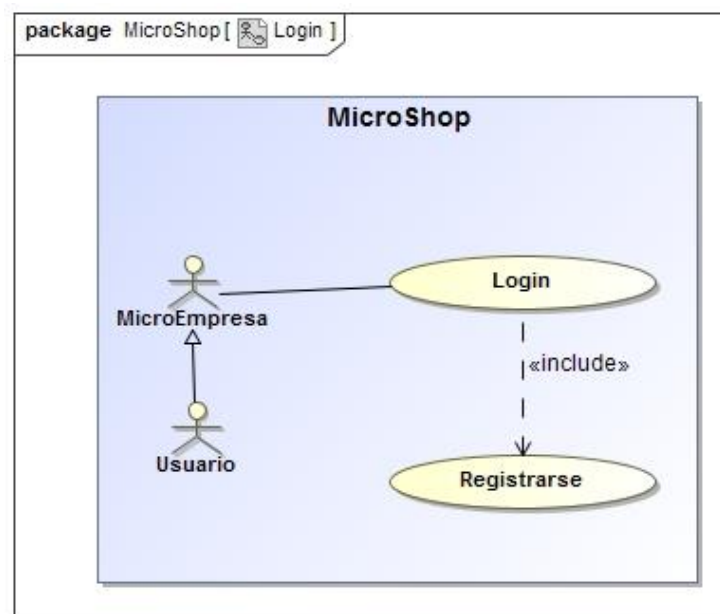 package MicroShop [ Login ]
MicroShop
Login
MicroEmpresa
«include»
Usuario
Registrarse